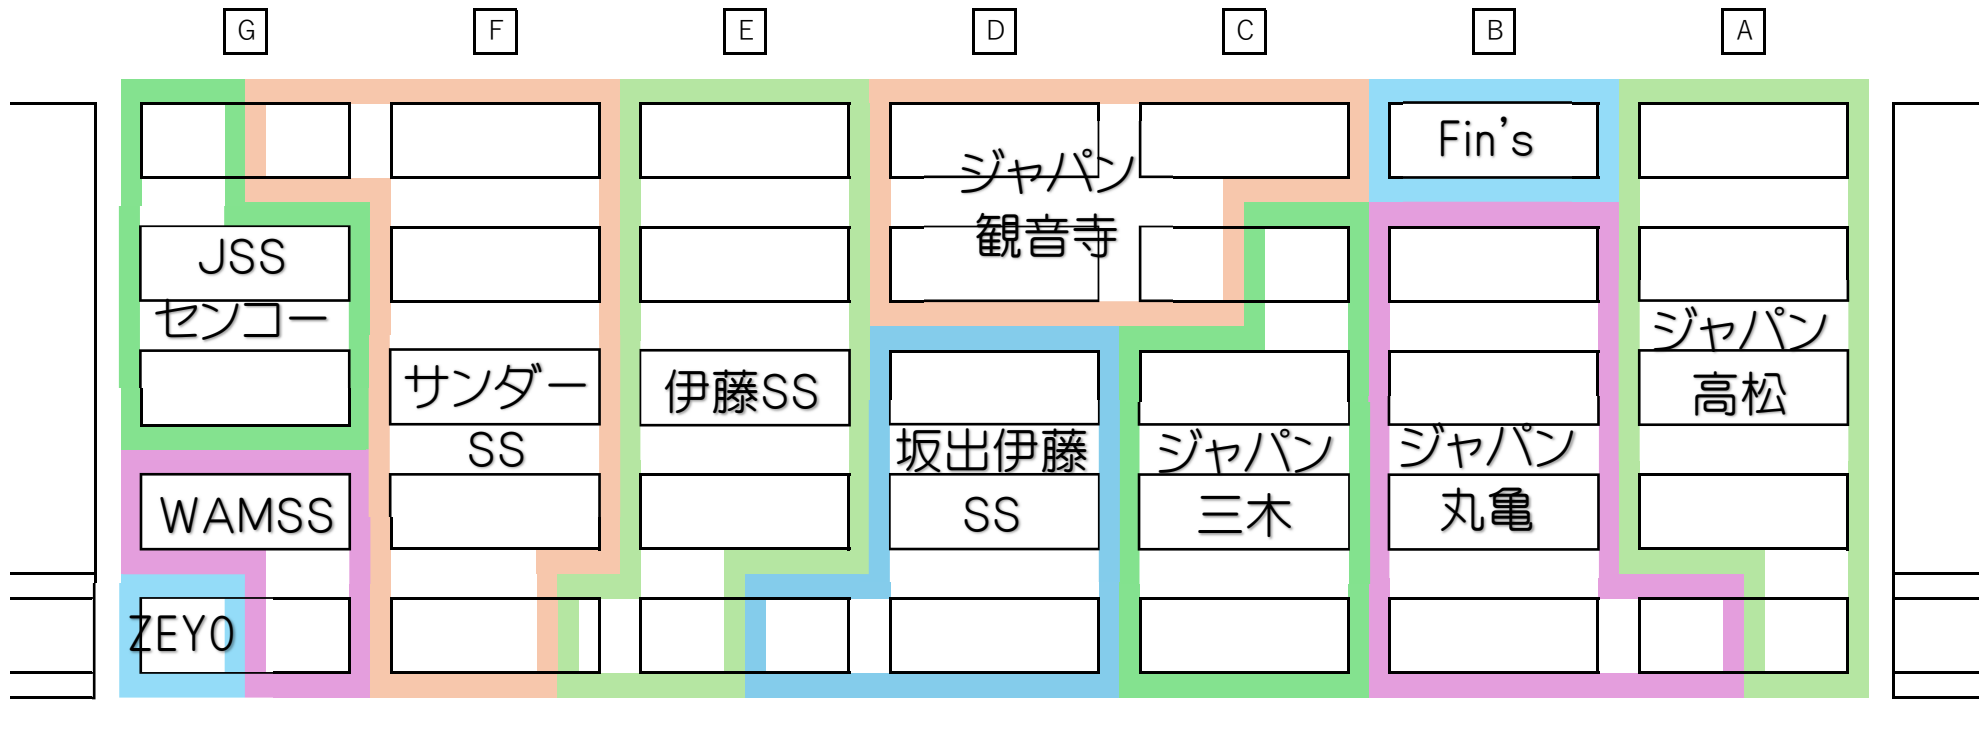 G
F
E
D
C
B
A
Fin's
ジャパン
観音寺
JSS
センコー
サンダー
SS
伊藤SS
坂出伊藤
SS
ジャパン
三木
ジャパン
丸亀
ジャパン
高松
WAMSS
ZEYO